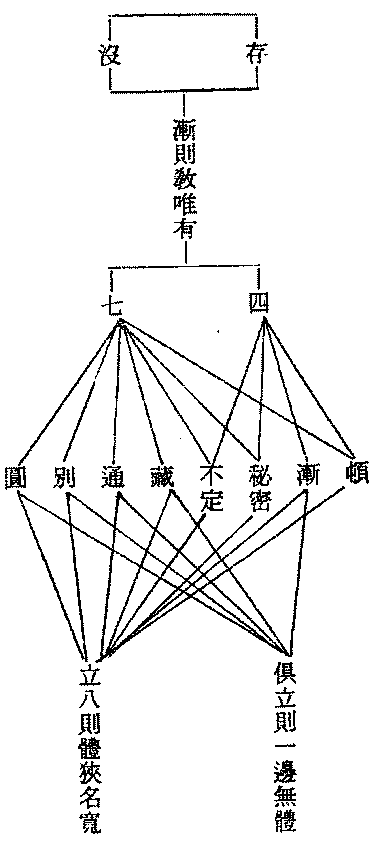 存
沒
漸則教唯有
四
七
頓
漸
秘密
不定
藏
通
別
圓
俱立則一邊無體
立八則體狹名寬